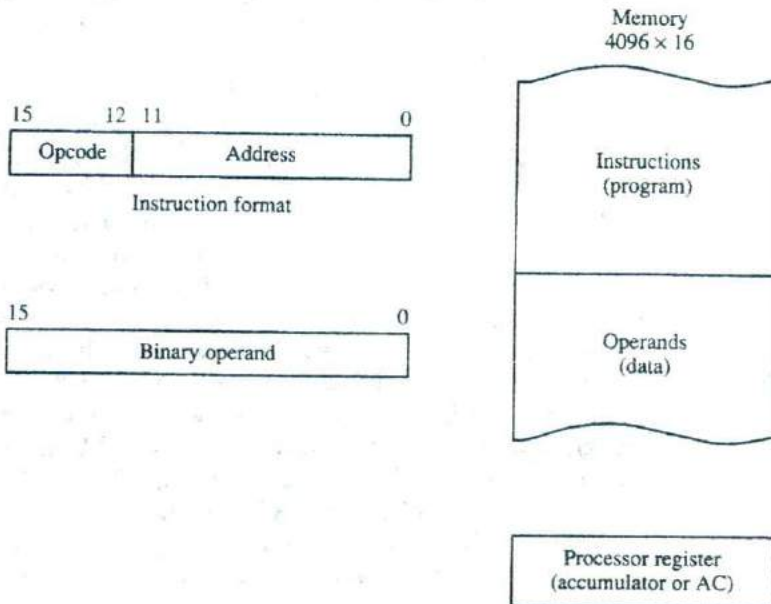 Memory
4096 × 16
15 12 11 0
Opcode Address
Instruction format
Instructions
(program)
15 0
Binary operand
Operands
(data)
Processor register
(accumulator or AC)